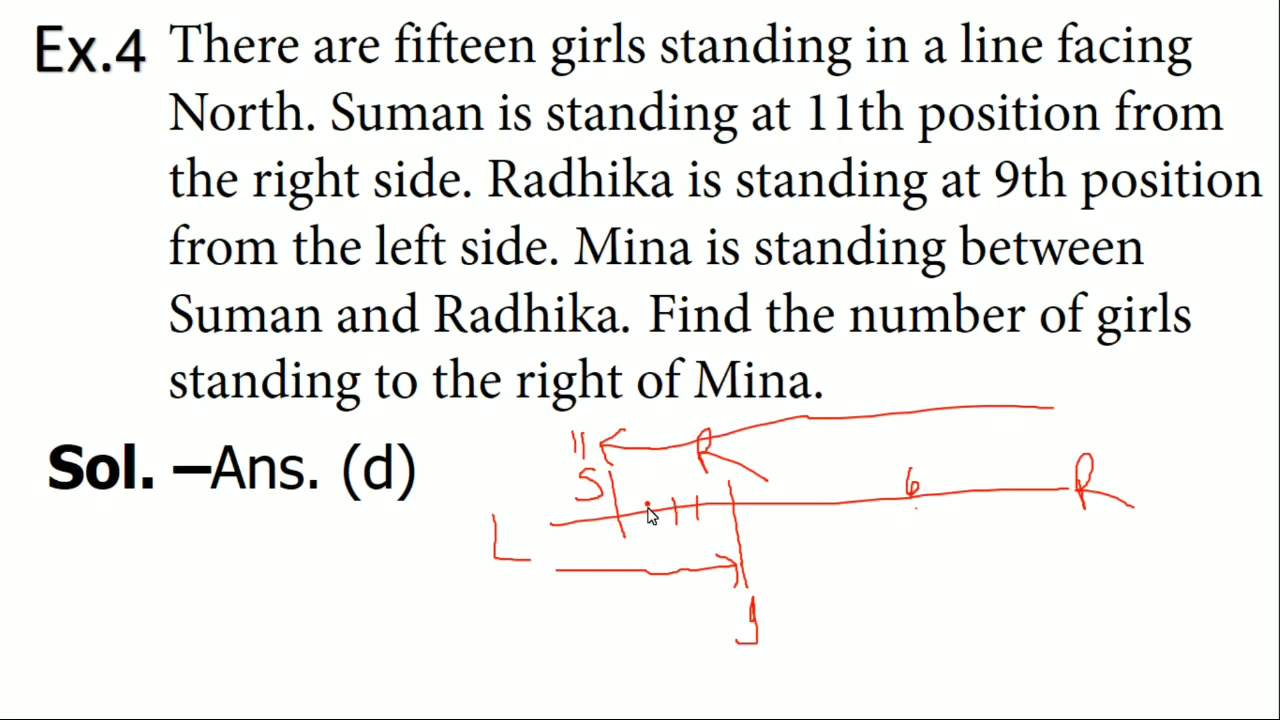 Ex.4 There are fifteen girls standing in a line facing
North. Suman is standing at 11th position from
the right side. Radhika is standing at 9th position
from the left side. Mina is standing between
Suman and Radhika. Find the number of girls
standing to the right of Mina.
Sol. –Ans. (d)
11 R
S 6 R
L
9